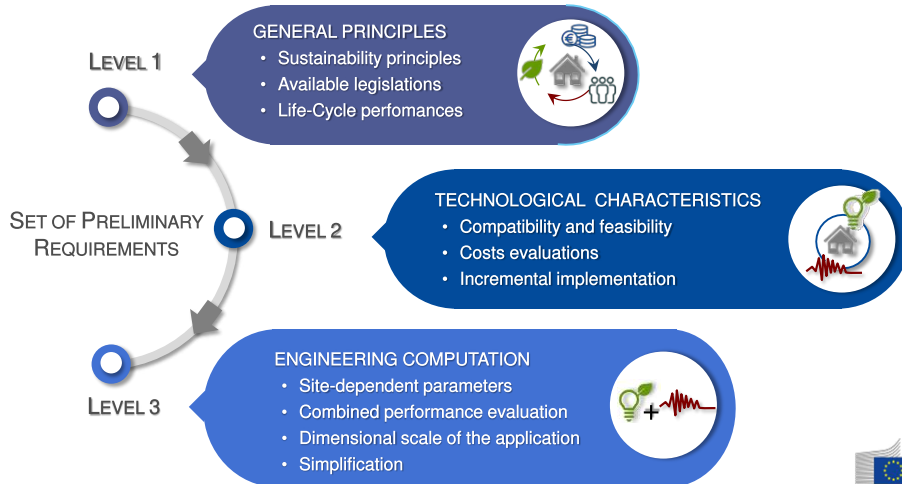 LEVEL 1
GENERAL PRINCIPLES
• Sustainability principles
• Available legislations
• Life-Cycle perfomances
SET OF PRELIMINARY
REQUIREMENTS
LEVEL 2
TECHNOLOGICAL CHARACTERISTICS
• Compatibility and feasibility
• Costs evaluations
• Incremental implementation
LEVEL 3
ENGINEERING COMPUTATION
• Site-dependent parameters
• Combined performance evaluation
• Dimensional scale of the application
• Simplification
+